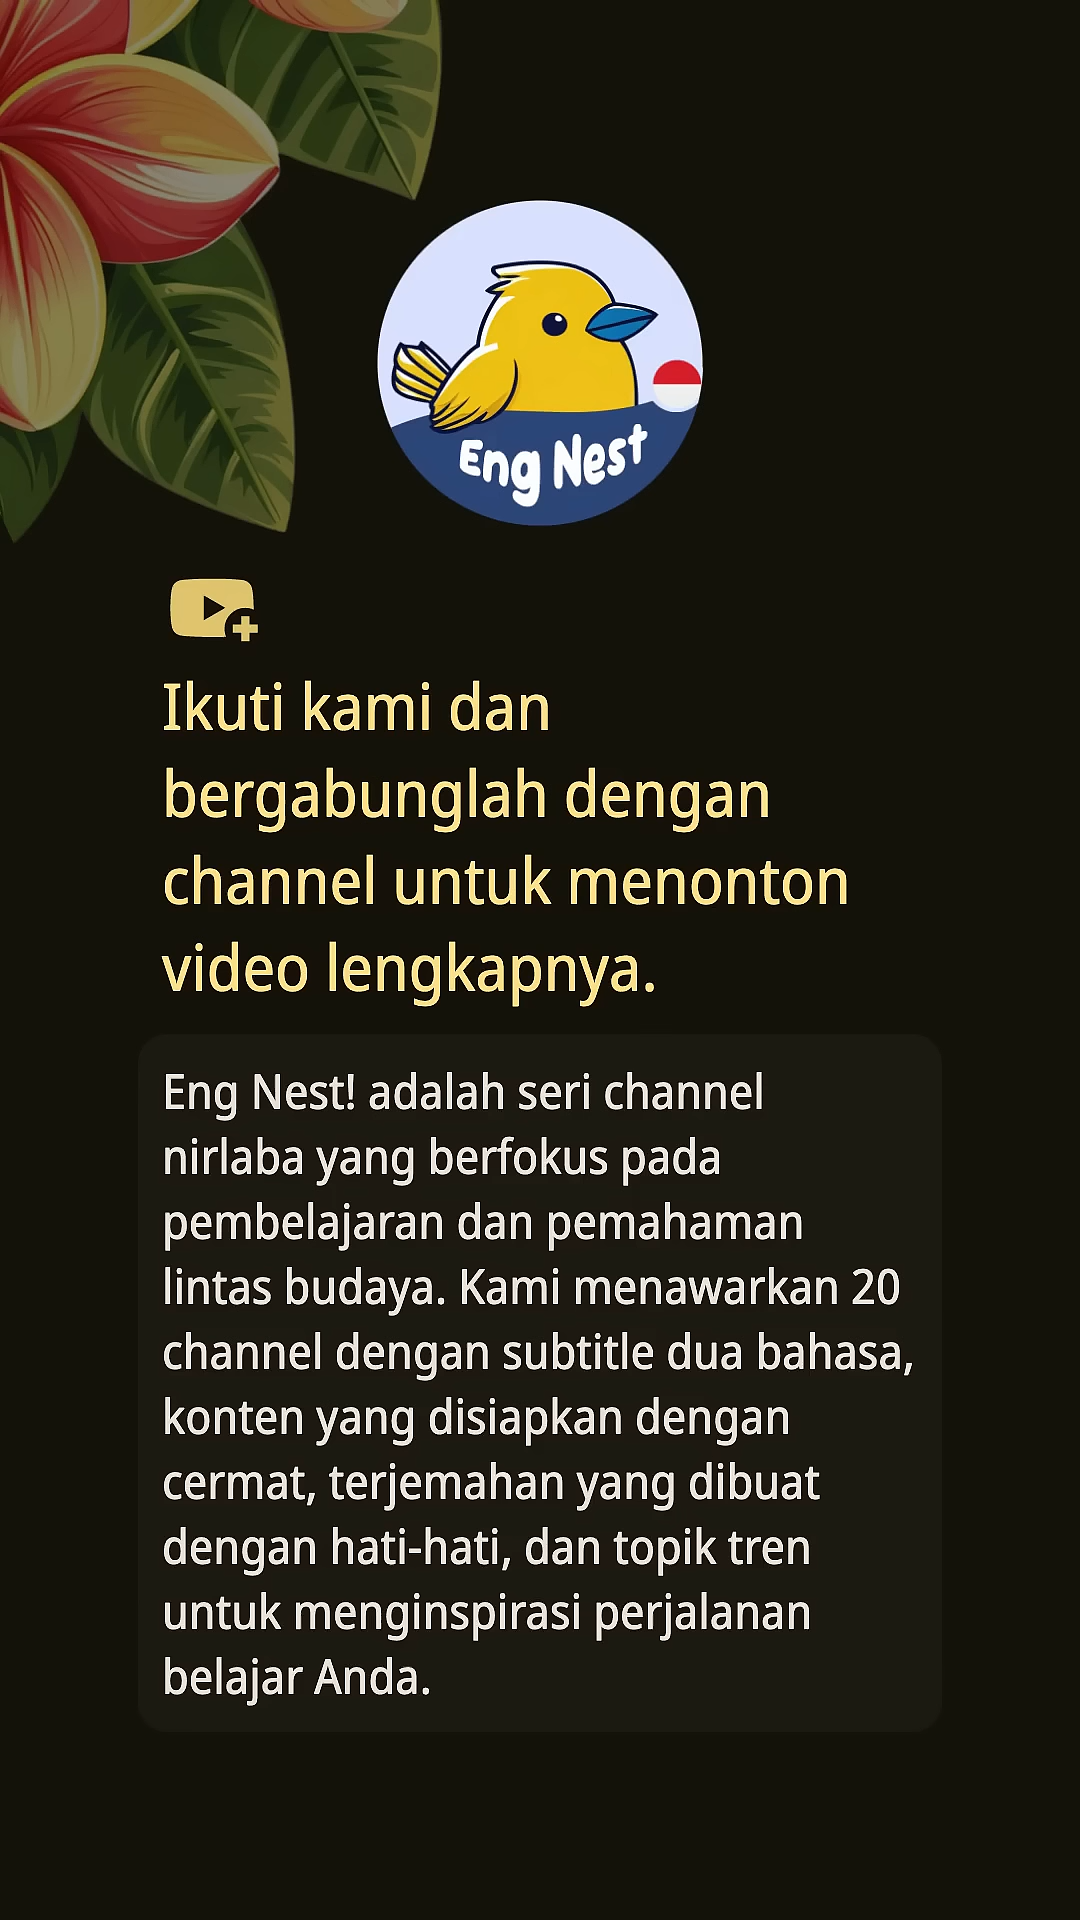 Eng Nest
Ikuti kami dan
bergabunglah dengan
channel untuk menonton
video lengkapnya.
Eng Nest! adalah seri channel
nirlaba yang berfokus pada
pembelajaran dan pemahaman
lintas budaya. Kami menawarkan 20
channel dengan subtitle dua bahasa,
konten yang disiapkan dengan
cermat, terjemahan yang dibuat
dengan hati-hati, dan topik tren
untuk menginspirasi perjalanan
belajar Anda.